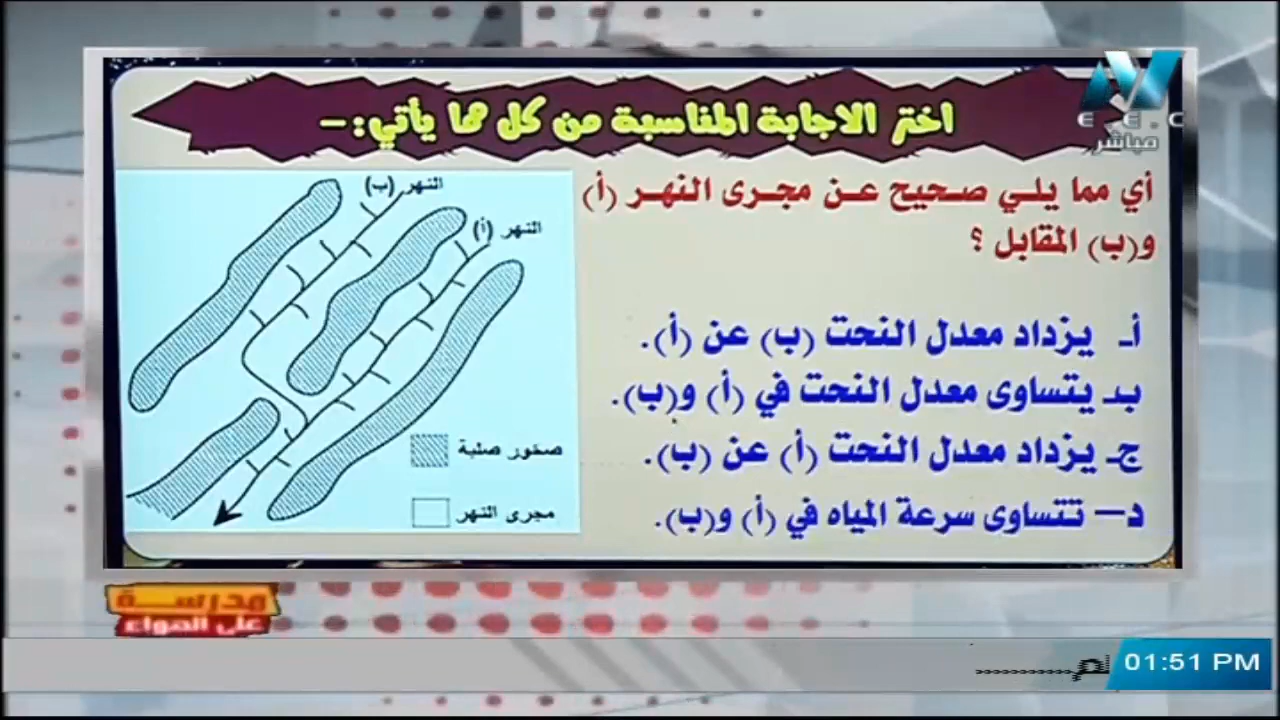 اختر الاجابة المناسبة من كل مما يأتي:-
EEC
مباشر
أي مما يلي صحيح عن مجرى النهر (أ)
و(ب) المقابل ؟
أ- يزداد معدل النحت (ب) عن (أ).
ب- يتساوى معدل النحت في (أ) و(ب).
ج- يزداد معدل النحت (أ) عن (ب).
د- تتساوى سرعة المياه في (أ) و(ب).
النهر (ب)
النهر (أ)
صخور صلبة
مجرى النهر
مدرسة
على الهواء
01:51 PM